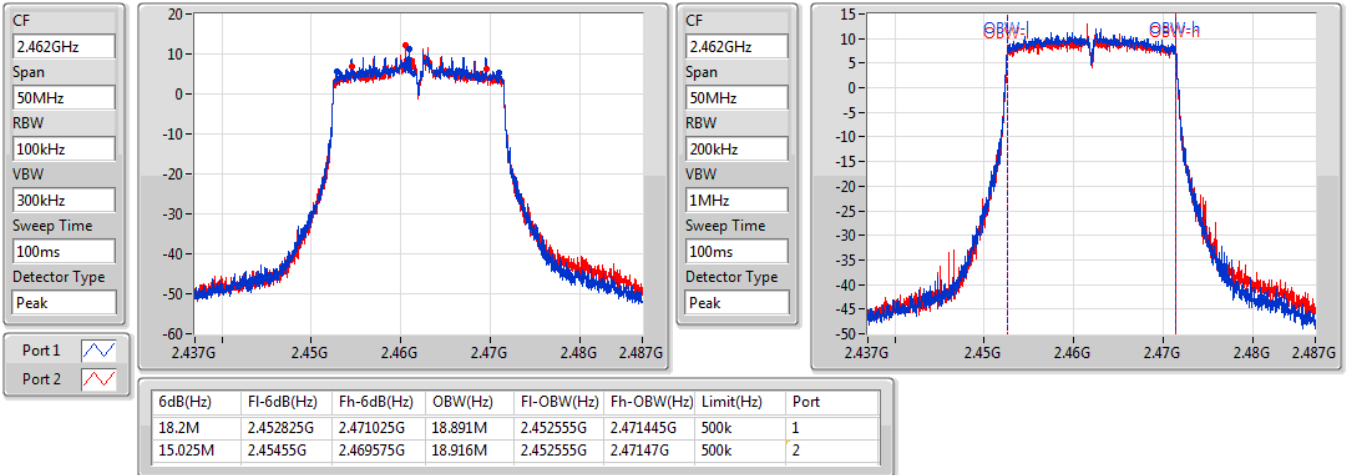 CF
2.462GHz
Span
50MHz
RBW
100kHz
VBW
300kHz
Sweep Time
100ms
Detector Type
Peak
Port 1
Port 2
20
10
0
-10
-20
-30
-40
-50
-60
2.437G 2.45G 2.46G 2.47G 2.48G 2.487G
CF
2.462GHz
Span
50MHz
RBW
200kHz
VBW
1MHz
Sweep Time
100ms
Detector Type
Peak
15
10
5
0
-5
-10
-15
-20
-25
-30
-35
-40
-45
-50
OBW-l OBW-h
2.437G 2.45G 2.46G 2.47G 2.48G 2.487G
6dB(Hz) Fl-6dB(Hz) Fh-6dB(Hz) OBW(Hz) Fl-OBW(Hz) Fh-OBW(Hz) Limit(Hz) Port
18.2M 2.452825G 2.471025G 18.891M 2.452555G 2.471445G 500k 1
15.025M 2.45455G 2.469575G 18.916M 2.452555G 2.47147G 500k 2